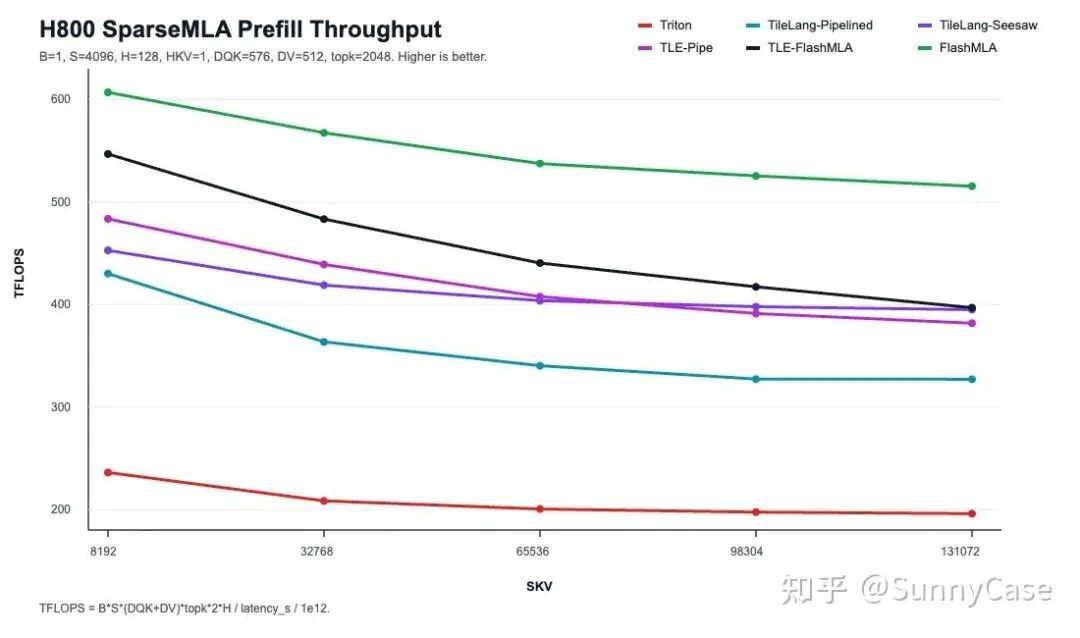 H800 SparseMLA Prefill Throughput
B=1, S=4096, H=128, HKV=1, DQK=576, DV=512, topk=2048. Higher is better.
Triton
TileLang-Pipelined
TileLang-Seesaw
TLE-Pipe
TLE-FlashMLA
FlashMLA
600
500
400
300
200
TFLOPS
8192
32768
65536
98304
131072
SKV
TFLOPS = B*S*(DQK+DV)*topk*2*H / latency_s / 1e12.
知乎 @SunnyCase